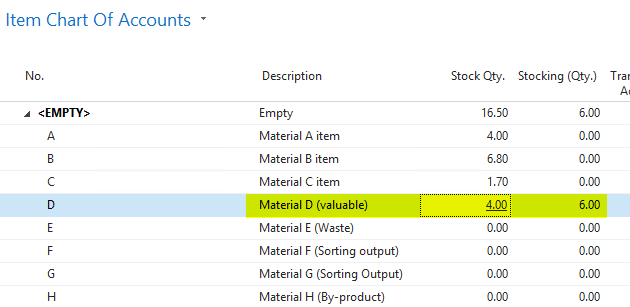 Item Chart Of Accounts
No. Description Stock Qty. Stocking (Qty.) Tra
Ac
<EMPTY> Empty 16.50 6.00
A Material A item 4.00 0.00
B Material B item 6.80 0.00
C Material C item 1.70 0.00
D Material D (valuable) 4.00 6.00
E Material E (Waste) 0.00 0.00
F Material F (Sorting output) 0.00 0.00
G Material G (Sorting Output) 0.00 0.00
H Material H (By-product) 0.00 0.00